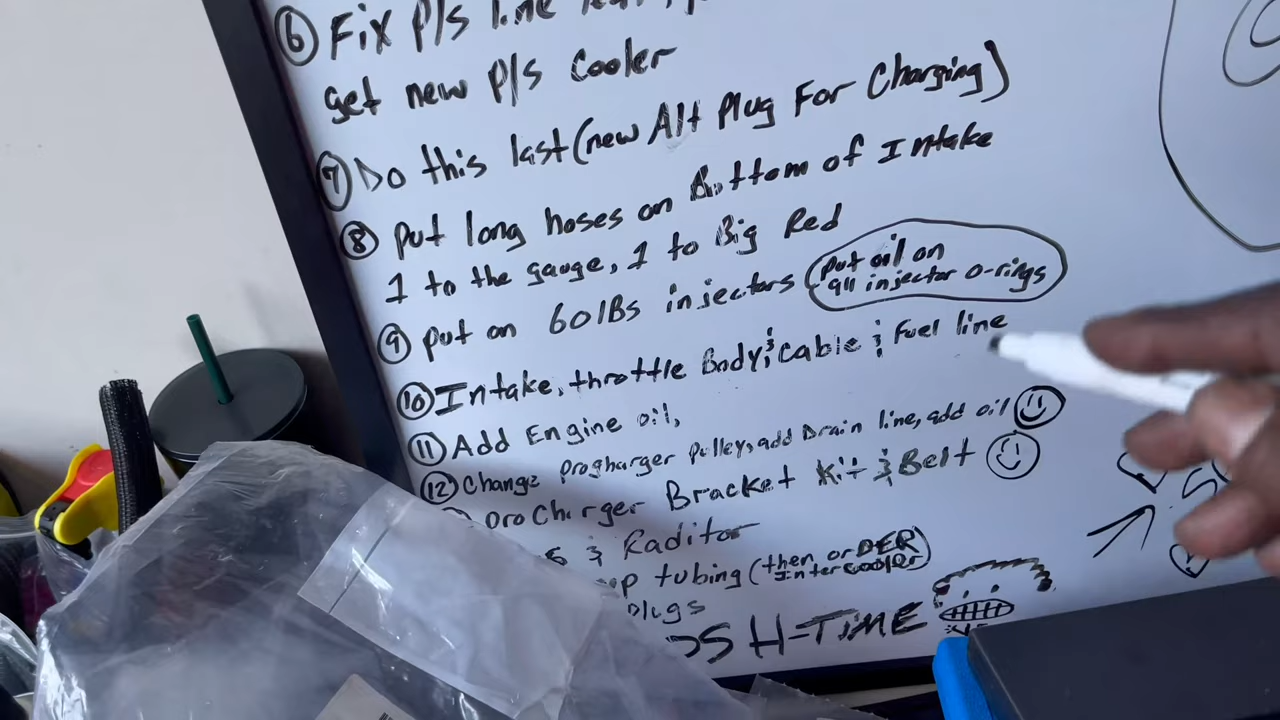 ⑥ Fix P/s line
get new P/s cooler
⑦ Do this last (new Alt Plug For Charging)
⑧ Put long hoses on Bottom of Intake
1 to the gauge, 1 to Big Red
⑨ Put on 60lBs injectors (put oil on
all injector o-rings)
⑩ Intake, throttle Body, & cable & Fuel line
⑪ Add Engine oil,
⑫ Change Procharger Pulley, add Drain line, add oil
ProCharger Bracket Kit & Belt
& Raditor
tubing (then orDER
Intercooler)
plugs
H-TIME